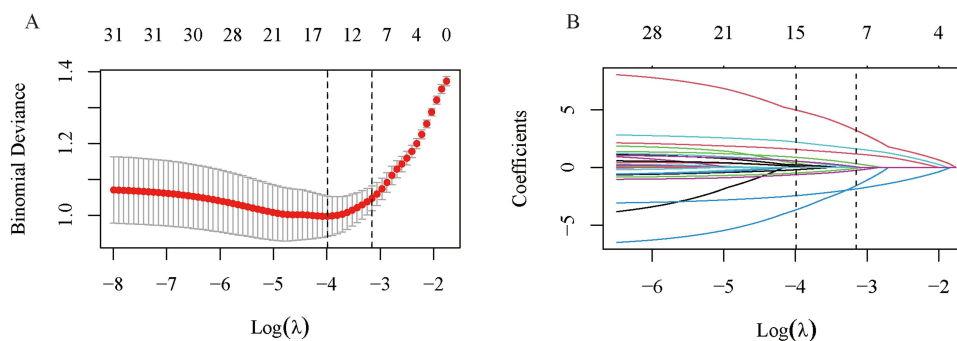 A
31 31 30 28 21 17 12 7 4 0
Binomial Deviance
1.4
1.2
1.0
−8 −7 −6 −5 −4 −3 −2
Log(λ)
B
28 21 15 7 4
Coefficients
5
0
−5
−6 −5 −4 −3 −2
Log(λ)